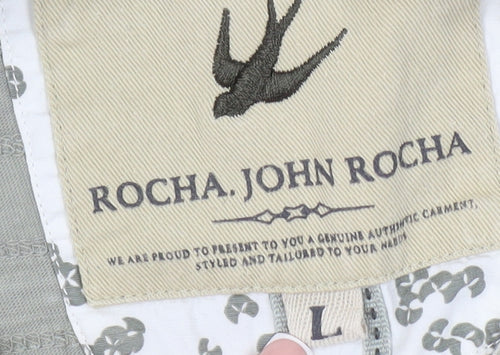 ROCHA. JOHN ROCHA
WE ARE PROUD TO PRESENT TO YOU A GENUINE AUTHENTIC GARMENT,
STYLED AND TAILORED TO YOUR NEEDS
L